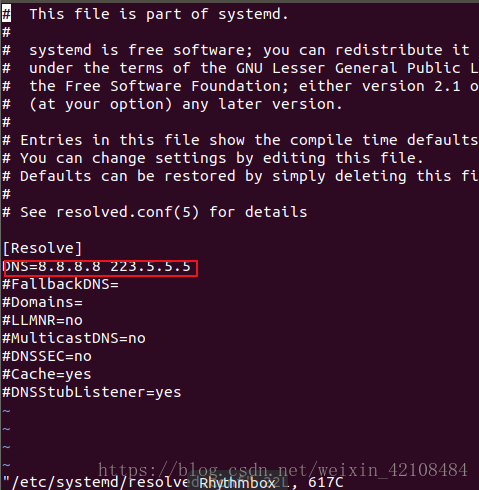 #  This file is part of systemd.
#
#  systemd is free software; you can redistribute it
#  under the terms of the GNU Lesser General Public L
#  the Free Software Foundation; either version 2.1 o
#  (at your option) any later version.
#
# Entries in this file show the compile time defaults
# You can change settings by editing this file.
# Defaults can be restored by simply deleting this fi
#
# See resolved.conf(5) for details

[Resolve]
DNS=8.8.8.8 223.5.5.5
#FallbackDNS=
#Domains=
#LLMNR=no
#MulticastDNS=no
#DNSSEC=no
#Cache=yes
#DNSStubListener=yes
~
~
~
~
https://blog.csdn.net/weixin_42108484
"/etc/systemd/resolve Rhythmbox ., 617C